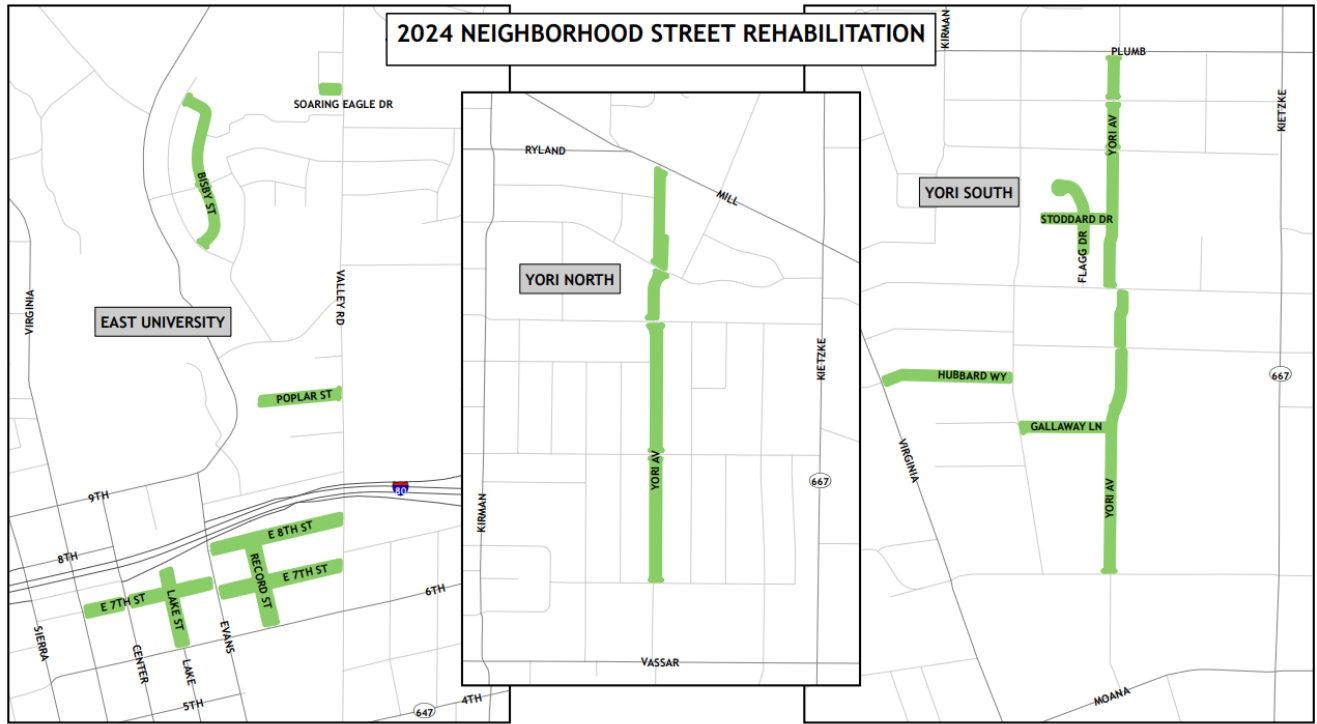 2024 NEIGHBORHOOD STREET REHABILITATION
SOARING EAGLE DR
BISBY ST
VALLEY RD
VIRGINIA
EAST UNIVERSITY
POPLAR ST
9TH
80
8TH
E 8TH ST
RECORD ST
E 7TH ST
E 7TH ST
LAKE ST
6TH
SIERRA
CENTER
LAKE
EVANS
5TH
647
4TH
RYLAND
MILL
YORI NORTH
KIETZKE
YORI AV
667
KIRMAN
VASSAR
KIRMAN
PLUMB
KIETZKE
YORI AV
YORI SOUTH
STODDARD DR
FLAGG DR
HUBBARD WY
667
GALLAWAY LN
VIRGINIA
YORI AV
MOANA